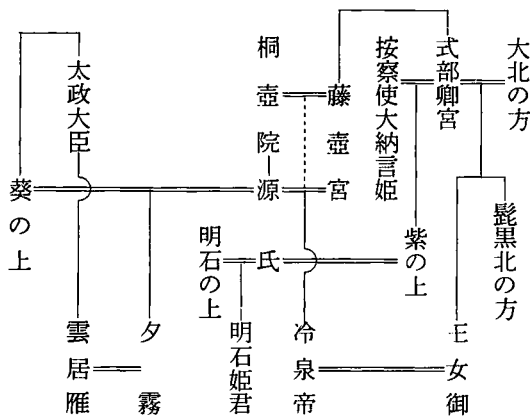 大北の方
式部卿宮
按察使大納言姫
藤壺宮
桐壺院
太政大臣
髭黒北の方
紫の上
源氏
明石の上
葵の上
王女御
冷泉帝
明石姫君
夕霧
雲居雁